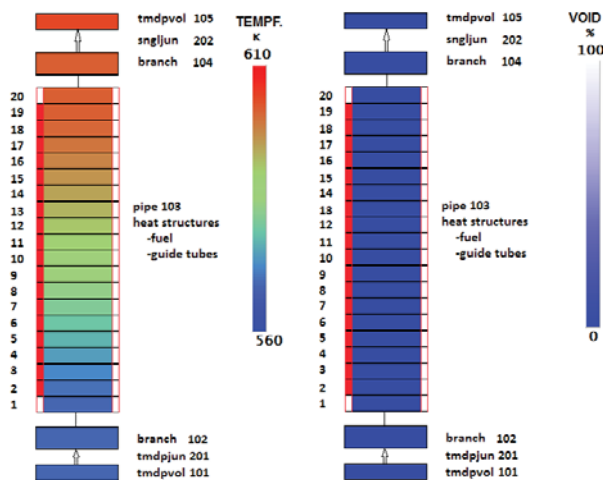 tmdpvol 105
snglJun 202
branch 104
TEMPF.
K
610
560
20
19
18
17
16
15
14
13
12
11
10
9
8
7
6
5
4
8
2
1
pipe 103
heat structures
-fuel
-guide tubes
branch 102
tmdpjun 201
tmdpvol 101
tmdpvol 105
snglJun 202
branch 104
VOID
%
100
0
20
19
18
17
16
15
14
18
12
11
10
9
8
7
6
5
4
3
2
1
pipe 103
heat structures
-fuel
-guide tubes
branch 102
tmdpjun 201
tmdpvol 101